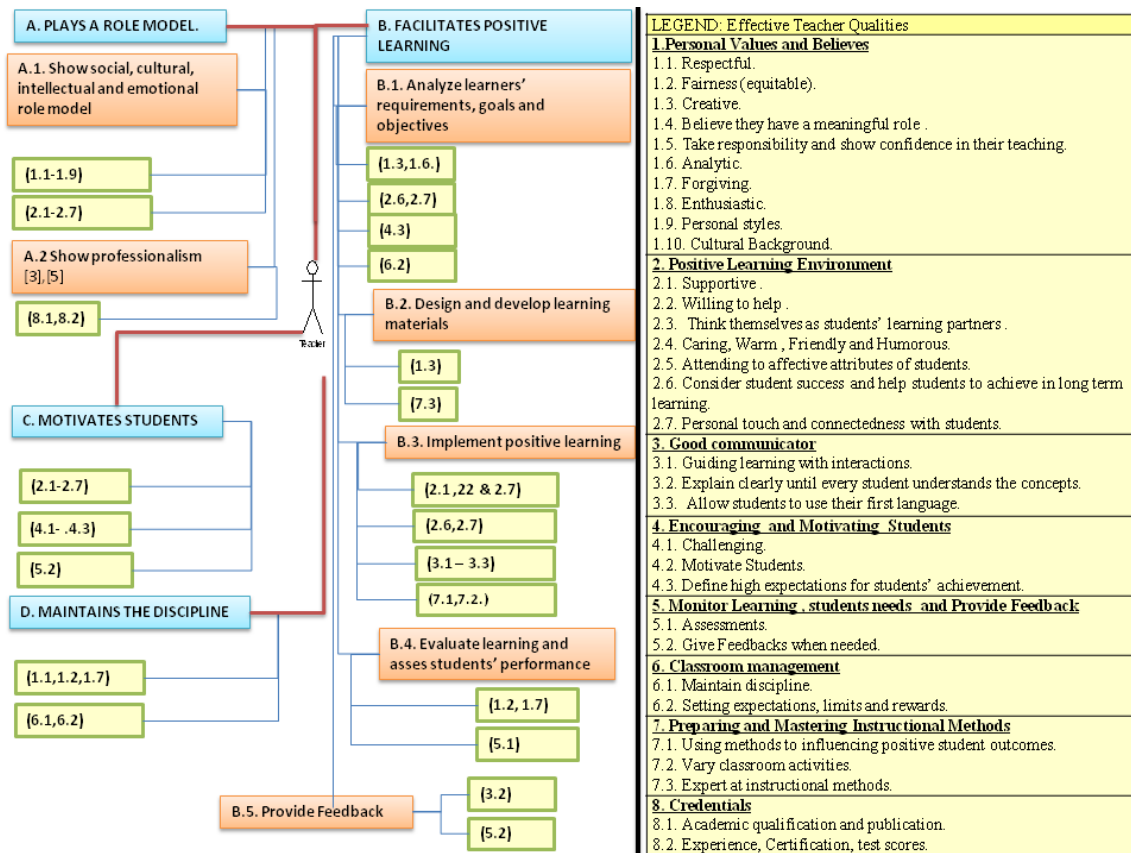 A. PLAYS A ROLE MODEL.
A.1. Show social, cultural,
intellectual and emotional
role model
(1.1-1.9)
(2.1-2.7)
A.2 Show professionalism
[3],[5]
(8.1,8.2)
Teacher
C. MOTIVATES STUDENTS
(2.1-2.7)
(4.1- .4.3)
(5.2)
D. MAINTAINS THE DISCIPLINE
(1.1,1.2,1.7)
(6.1,6.2)
B. FACILITATES POSITIVE
LEARNING
B.1. Analyze learners'
requirements, goals and
objectives
(1.3,1.6.)
(2.6,2.7)
(4.3)
(6.2)
B.2. Design and develop learning
materials
(1.3)
(7.3)
B.3. Implement positive learning
(2.1 ,22 & 2.7)
(2.6,2.7)
(3.1 – 3.3)
(7.1,7.2.)
B.4. Evaluate learning and
asses students' performance
(1.2, 1.7)
(5.1)
B.5. Provide Feedback
(3.2)
(5.2)
LEGEND: Effective Teacher Qualities
1.Personal Values and Believes
1.1. Respectful.
1.2. Fairness (equitable).
1.3. Creative.
1.4. Believe they have a meaningful role .
1.5. Take responsibility and show confidence in their teaching.
1.6. Analytic.
1.7. Forgiving.
1.8. Enthusiastic.
1.9. Personal styles.
1.10. Cultural Background.
2. Positive Learning Environment
2.1. Supportive .
2.2. Willing to help .
2.3. Think themselves as students' learning partners .
2.4. Caring, Warm , Friendly and Humorous.
2.5. Attending to affective attributes of students.
2.6. Consider student success and help students to achieve in long term
learning.
2.7. Personal touch and connectedness with students.
3. Good communicator
3.1. Guiding learning with interactions.
3.2. Explain clearly until every student understands the concepts.
3.3. Allow students to use their first language.
4. Encouraging and Motivating Students
4.1. Challenging.
4.2. Motivate Students.
4.3. Define high expectations for students' achievement.
5. Monitor Learning , students needs and Provide Feedback
5.1. Assessments.
5.2. Give Feedbacks when needed.
6. Classroom management
6.1. Maintain discipline.
6.2. Setting expectations, limits and rewards.
7. Preparing and Mastering Instructional Methods
7.1. Using methods to influencing positive student outcomes.
7.2. Vary classroom activities.
7.3. Expert at instructional methods.
8. Credentials
8.1. Academic qualification and publication.
8.2. Experience, Certification, test scores.